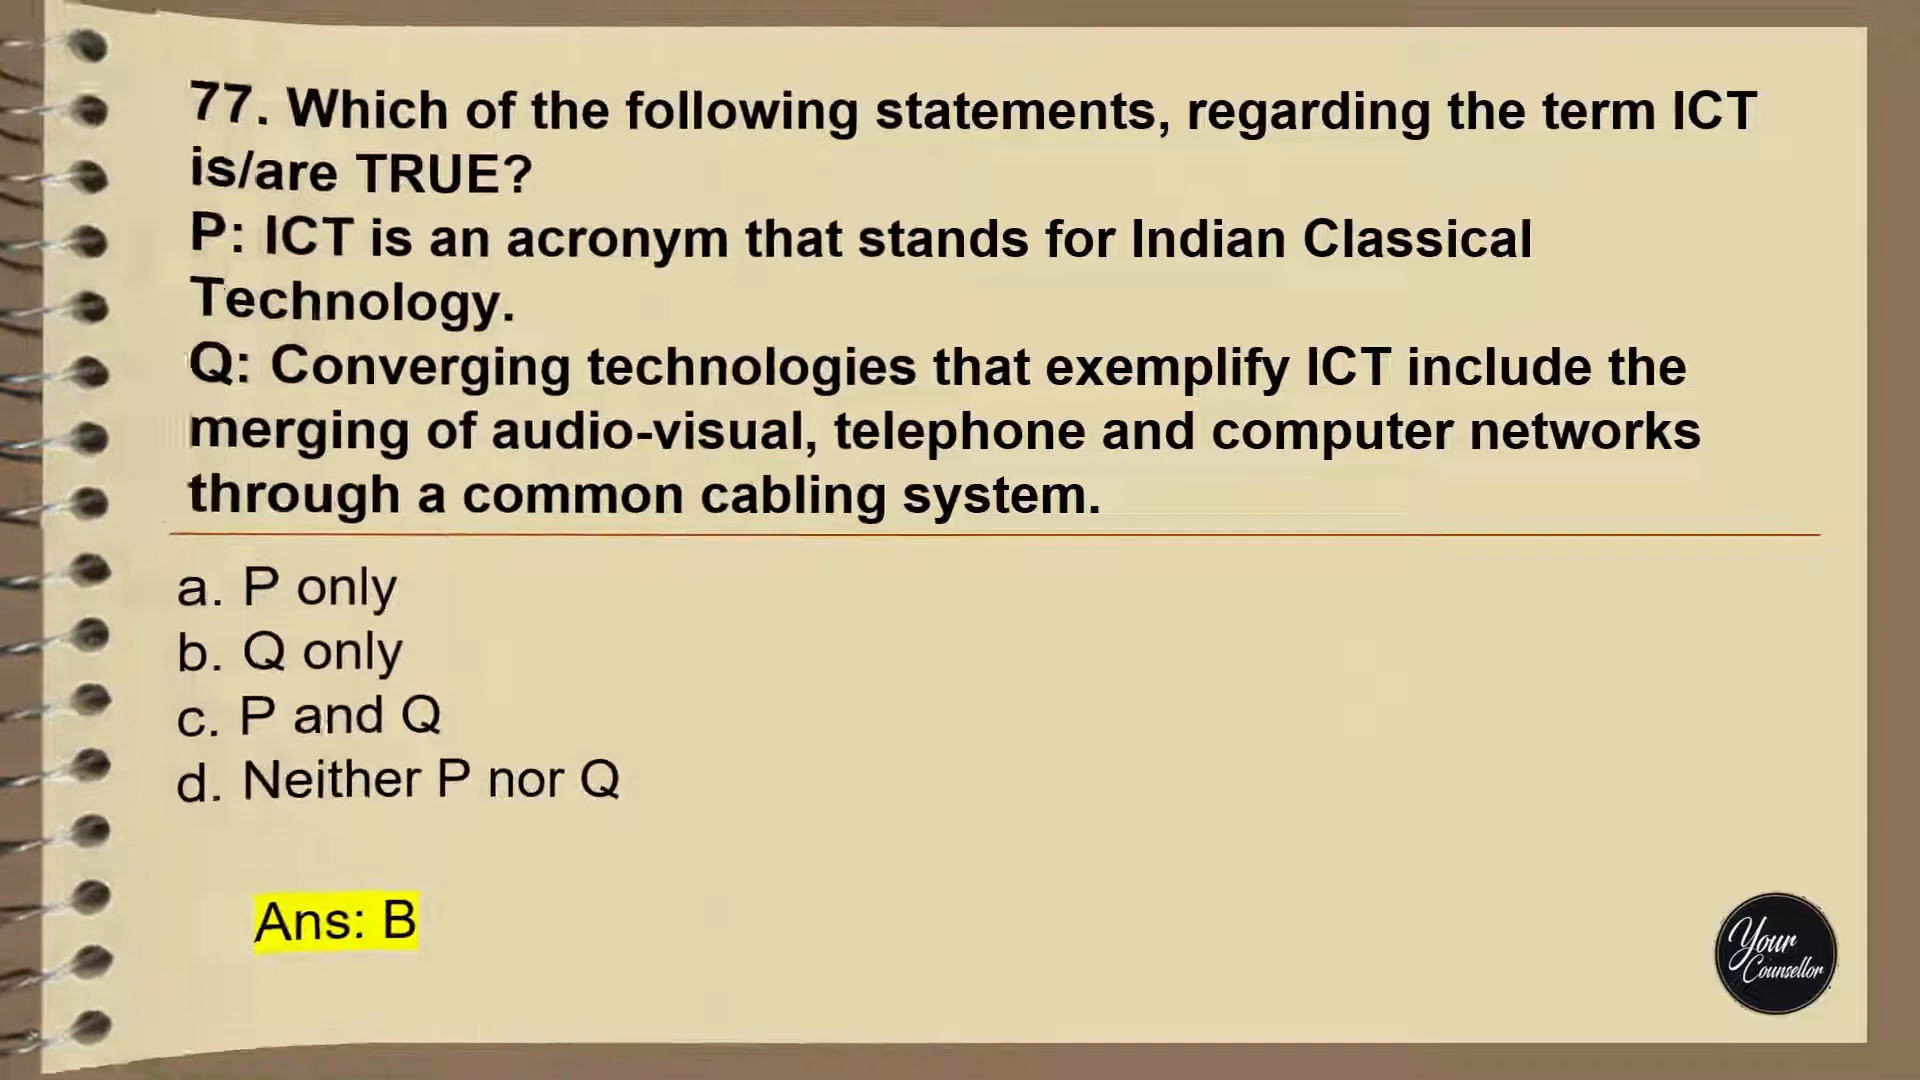 77. Which of the following statements, regarding the term ICT
is/are TRUE?
P: ICT is an acronym that stands for Indian Classical
Technology.
Q: Converging technologies that exemplify ICT include the
merging of audio-visual, telephone and computer networks
through a common cabling system.
a. P only
b. Q only
c. P and Q
d. Neither P nor Q
Ans: B
Your
Counsellor